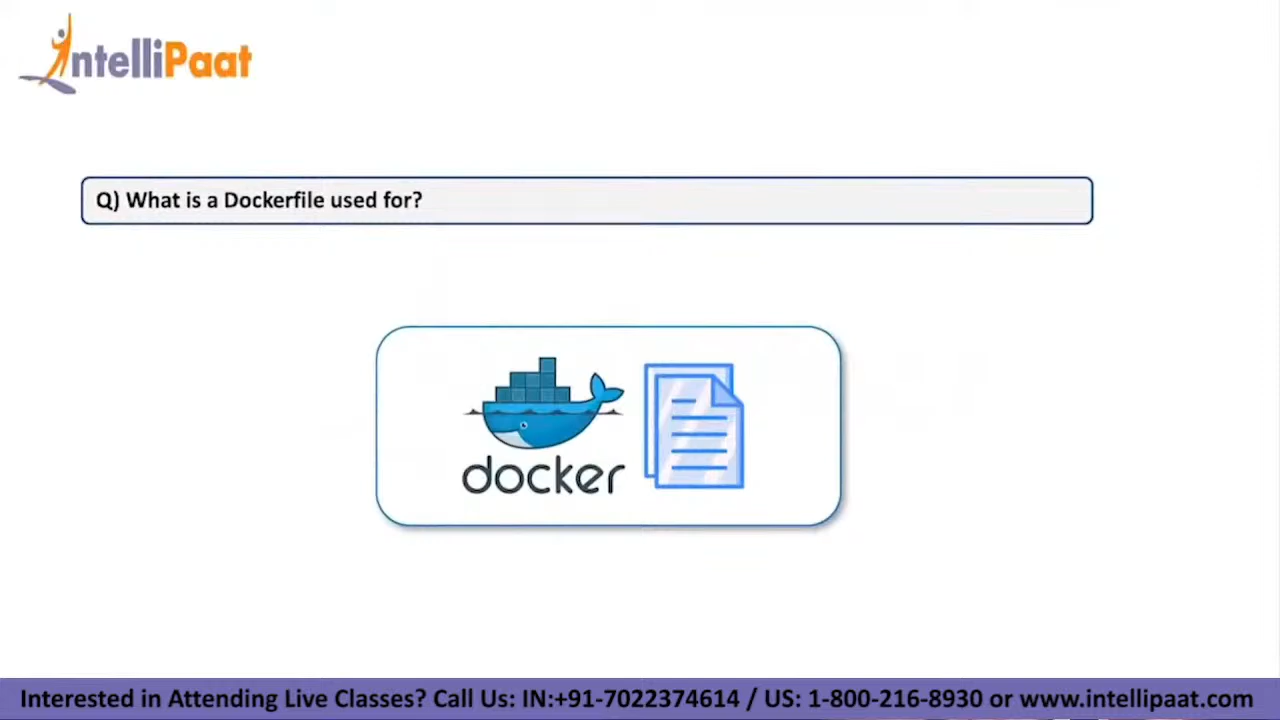 IntelliPaat
Q) What is a Dockerfile used for?
docker
Interested in Attending Live Classes? Call Us: IN:+91-7022374614 / US: 1-800-216-8930 or www.intellipaat.com